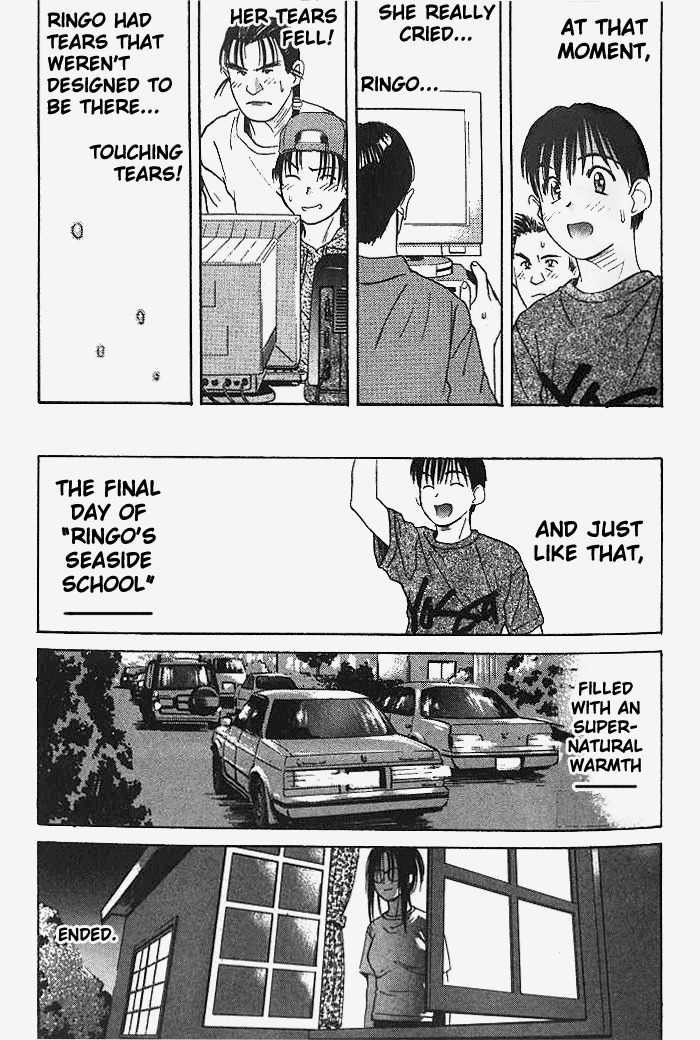 AT THAT
MOMENT,
SHE REALLY
CRIED...
RINGO...
HER TEARS
FELL!
RINGO HAD
TEARS THAT
WEREN'T
DESIGNED TO
BE THERE...
TOUCHING
TEARS!
AND JUST
LIKE THAT,
THE FINAL
DAY OF
"RINGO'S
SEASIDE
SCHOOL"
FILLED
WITH AN
SUPER-
NATURAL
WARMTH
ENDED.